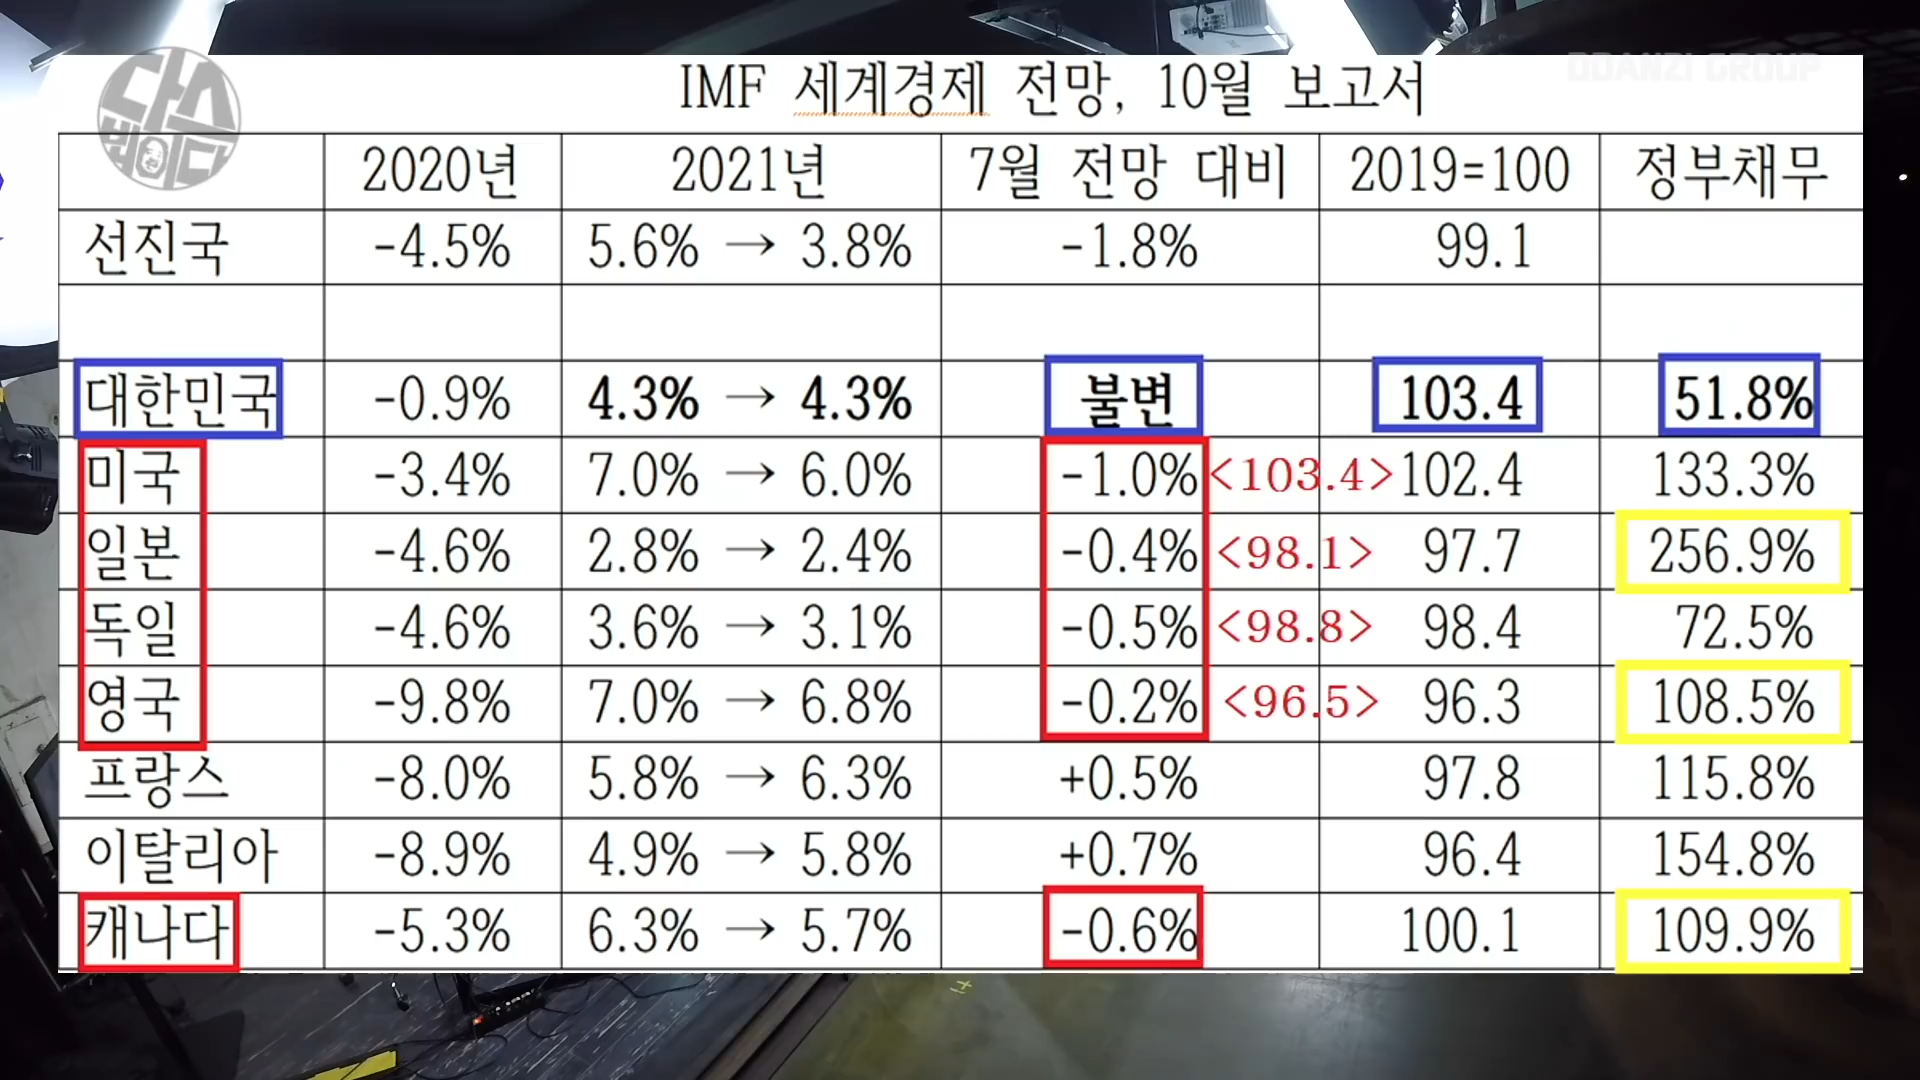 다스
벙이다
DDANZI GROUP
IMF 세계경제 전망, 10월 보고서
2020년 2021년 7월 전망 대비 2019=100 정부채무
선진국 -4.5% 5.6% → 3.8% -1.8% 99.1
대한민국 -0.9% 4.3% → 4.3% 불변 103.4 51.8%
미국 -3.4% 7.0% → 6.0% -1.0% <103.4> 102.4 133.3%
일본 -4.6% 2.8% → 2.4% -0.4% <98.1> 97.7 256.9%
독일 -4.6% 3.6% → 3.1% -0.5% <98.8> 98.4 72.5%
영국 -9.8% 7.0% → 6.8% -0.2% <96.5> 96.3 108.5%
프랑스 -8.0% 5.8% → 6.3% +0.5% 97.8 115.8%
이탈리아 -8.9% 4.9% → 5.8% +0.7% 96.4 154.8%
캐나다 -5.3% 6.3% → 5.7% -0.6% 100.1 109.9%